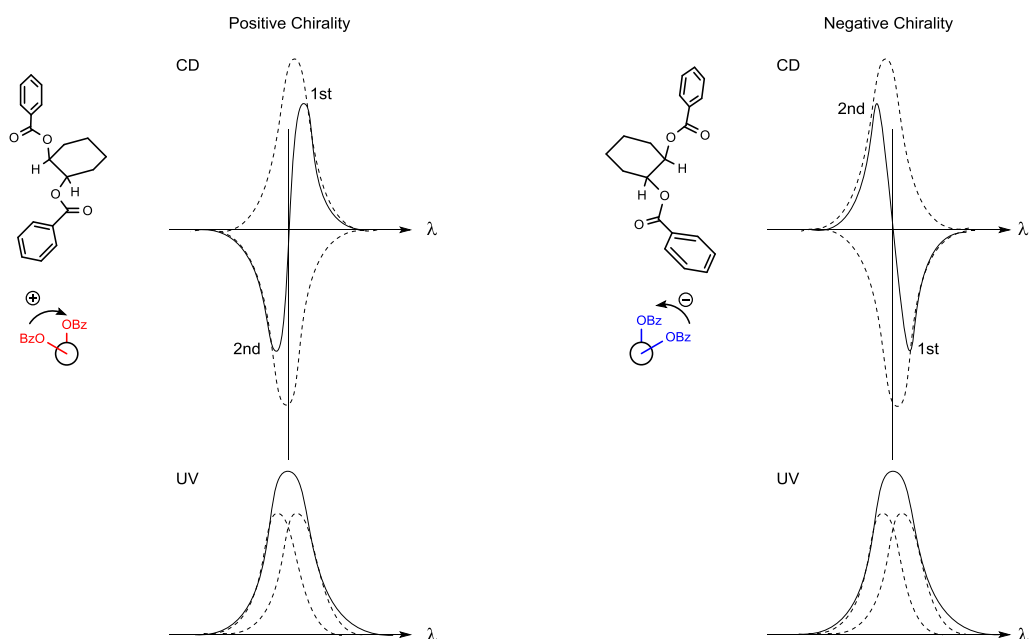 Positive Chirality
CD
1st
2nd
λ
O
O
H
H
O
O
+
OBz
BzO
UV
λ
Negative Chirality
CD
2nd
1st
λ
O
O
H
H
O
O
−
OBz
OBz
UV
λ